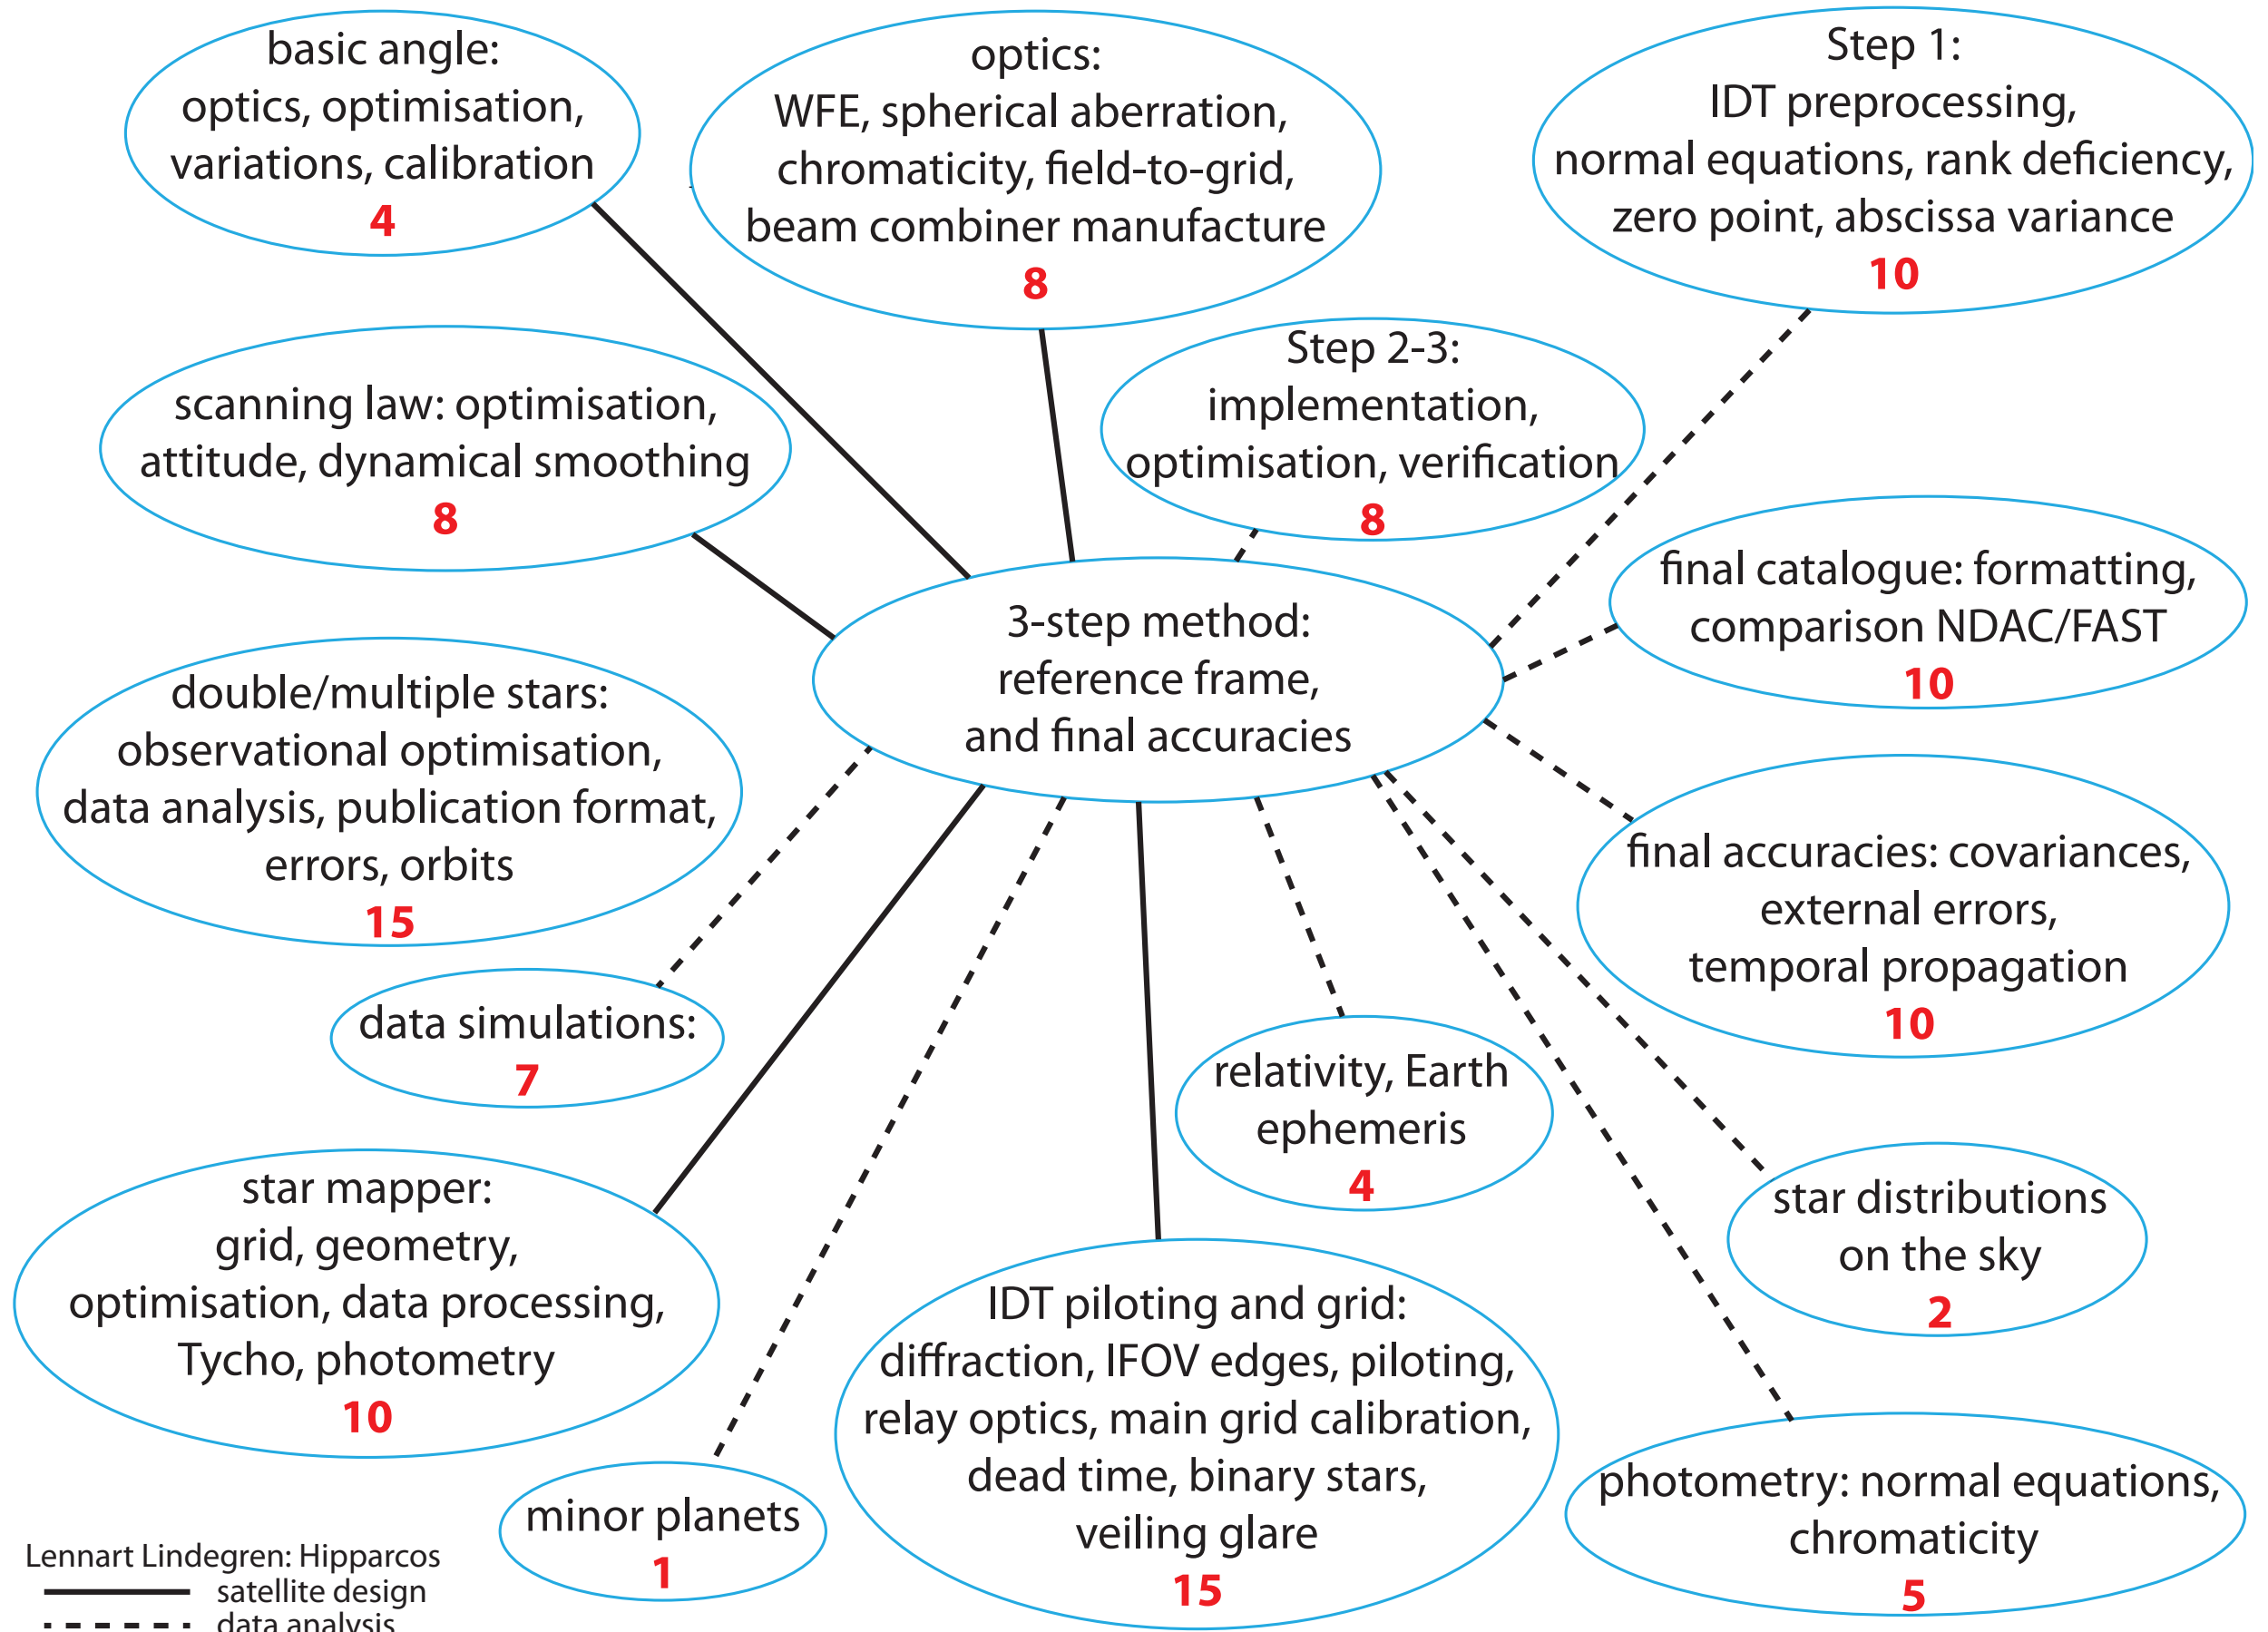 basic angle:
optics, optimisation,
variations, calibration
4
optics:
WFE, spherical aberration,
chromaticity, field-to-grid,
beam combiner manufacture
8
Step 1:
IDT preprocessing,
normal equations, rank deficiency,
zero point, abscissa variance
10
scanning law: optimisation,
attitude, dynamical smoothing
8
Step 2-3:
implementation,
optimisation, verification
8
final catalogue: formatting,
comparison NDAC/FAST
10
3-step method:
reference frame,
and final accuracies
double/multiple stars:
observational optimisation,
data analysis, publication format,
errors, orbits
15
final accuracies: covariances,
external errors,
temporal propagation
10
data simulations:
7
relativity, Earth
ephemeris
4
star distributions
on the sky
2
star mapper:
grid, geometry,
optimisation, data processing,
Tycho, photometry
10
IDT piloting and grid:
diffraction, IFOV edges, piloting,
relay optics, main grid calibration,
dead time, binary stars,
veiling glare
15
minor planets
1
photometry: normal equations,
chromaticity
5
Lennart Lindegren: Hipparcos
satellite design
data analysis